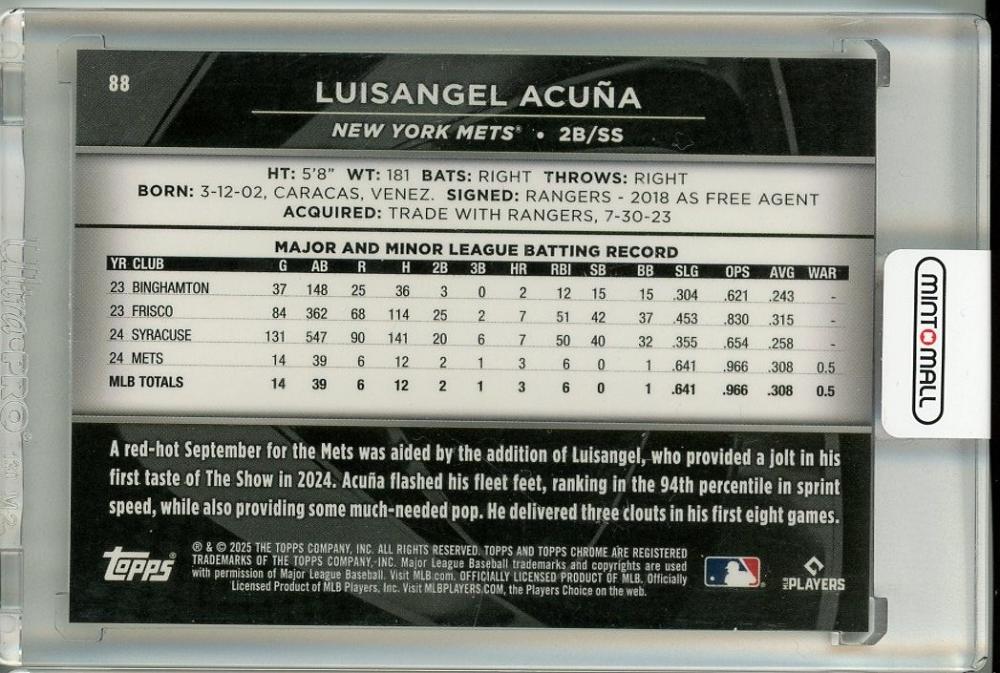 88
LUISANGEL ACUÑA
NEW YORK METS® • 2B/SS
HT: 5'8" WT: 181 BATS: RIGHT THROWS: RIGHT
BORN: 3-12-02, CARACAS, VENEZ. SIGNED: RANGERS - 2018 AS FREE AGENT
ACQUIRED: TRADE WITH RANGERS, 7-30-23
MAJOR AND MINOR LEAGUE BATTING RECORD
YR CLUB G AB R H 2B 3B HR RBI SB BB SLG OPS AVG WAR
23 BINGHAMTON 37 148 25 36 3 0 2 12 15 15 .304 .621 .243 -
23 FRISCO 84 362 68 114 25 2 7 51 42 37 .453 .830 .315 -
24 SYRACUSE 131 547 90 141 20 6 7 50 40 32 .355 .654 .258 -
24 METS 14 39 6 12 2 1 3 6 0 1 .641 .966 .308 0.5
MLB TOTALS 14 39 6 12 2 1 3 6 0 1 .641 .966 .308 0.5
A red-hot September for the Mets was aided by the addition of Luisangel, who provided a jolt in his
first taste of The Show in 2024. Acuña flashed his fleet feet, ranking in the 94th percentile in sprint
speed, while also providing some much-needed pop. He delivered three clouts in his first eight games.
topps®
® & © 2025 THE TOPPS COMPANY, INC. ALL RIGHTS RESERVED. TOPPS AND TOPPS CHROME ARE REGISTERED
TRADEMARKS OF THE TOPPS COMPANY, INC. Major League Baseball trademarks and copyrights are used
with permission of Major League Baseball. Visit MLB.com. OFFICIALLY LICENSED PRODUCT OF MLB. Officially
Licensed Product of MLB Players, Inc. Visit MLBPLAYERS.COM, the Players Choice on the web.
MLB PLAYERS
MINT MALL
UltraPRO